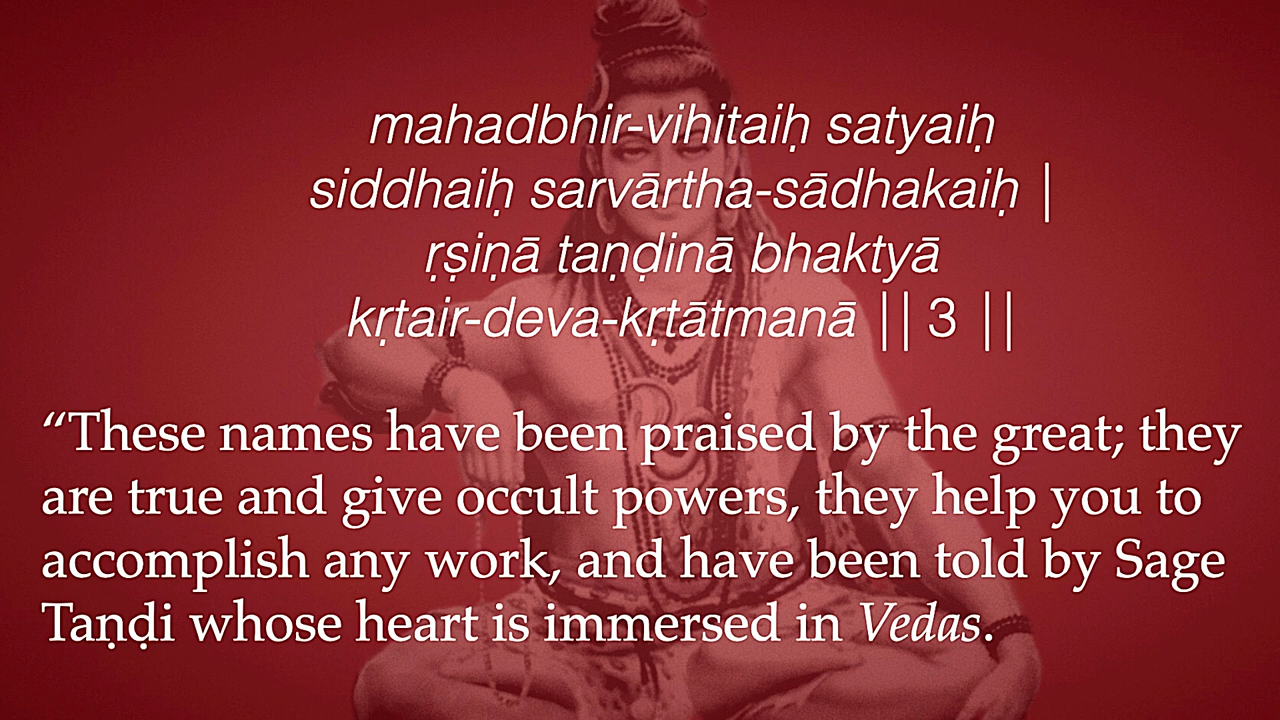 mahadbhir-vihitaiḥ satyaiḥ
siddhaiḥ sarvārtha-sādhakaiḥ |
ṛṣiṇā taṇḍinā bhaktyā
kṛtair-deva-kṛtātmanā || 3 ||
“These names have been praised by the great; they
are true and give occult powers, they help you to
accomplish any work, and have been told by Sage
Taṇḍi whose heart is immersed in Vedas.